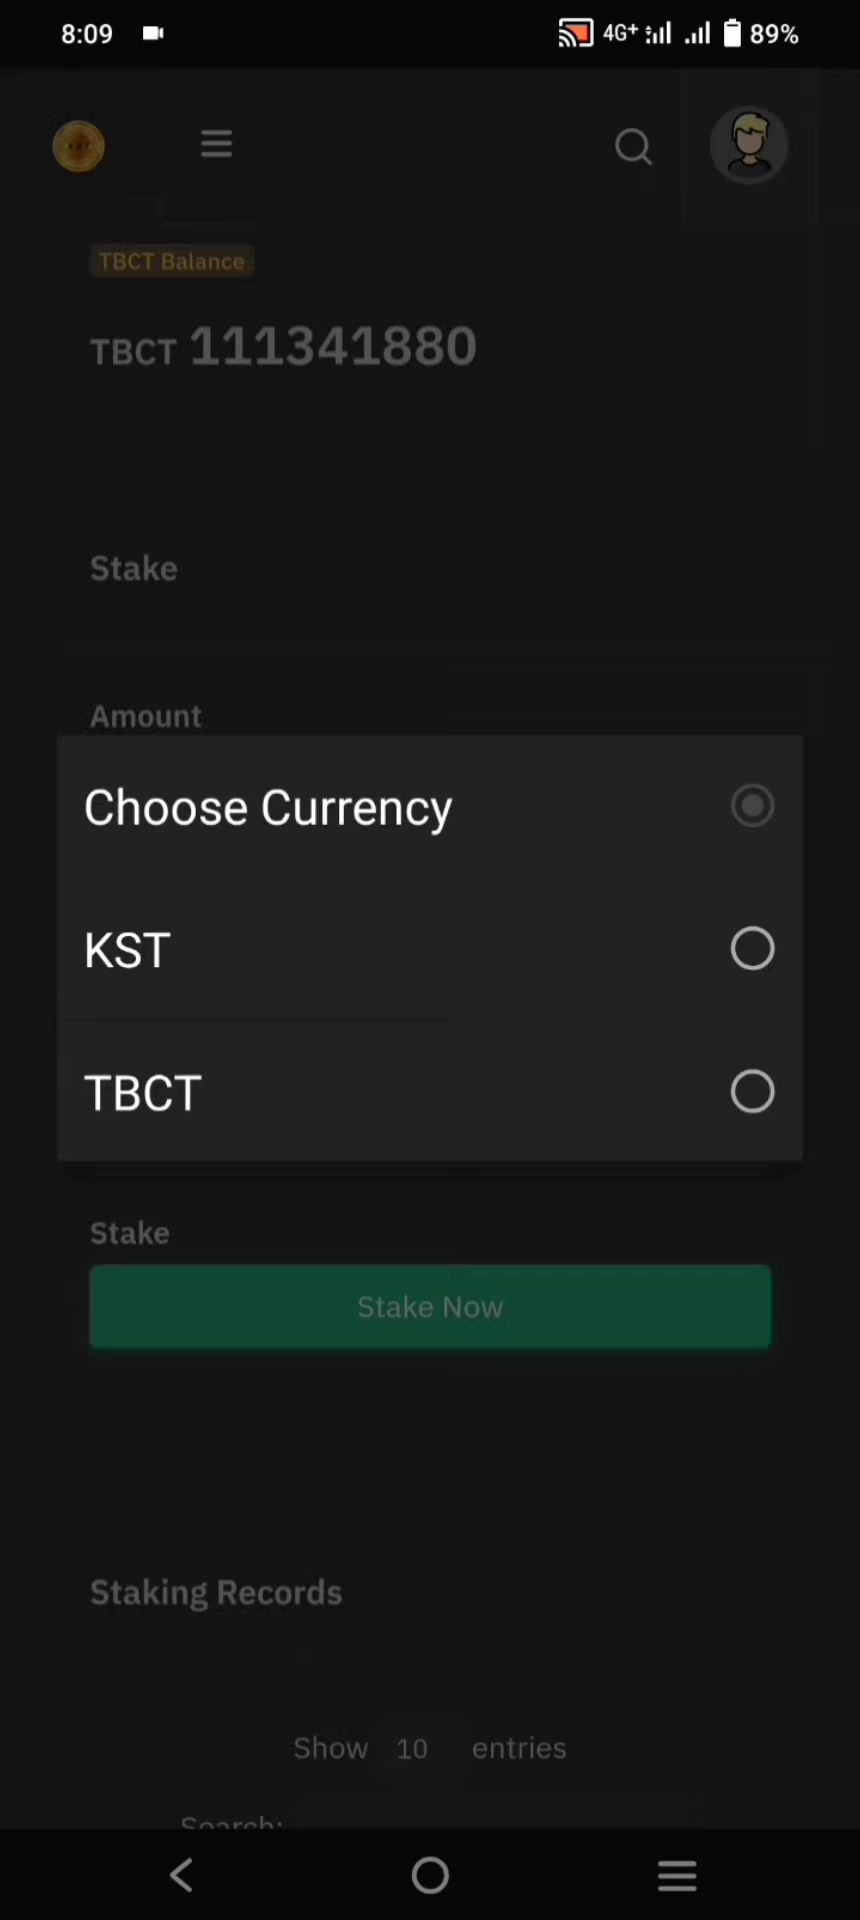 8:09 4G+ 89%
TBCT Balance
TBCT 111341880
Stake
Amount
Choose Currency
KST
TBCT
Stake
Stake Now
Staking Records
Show 10 entries
Search: